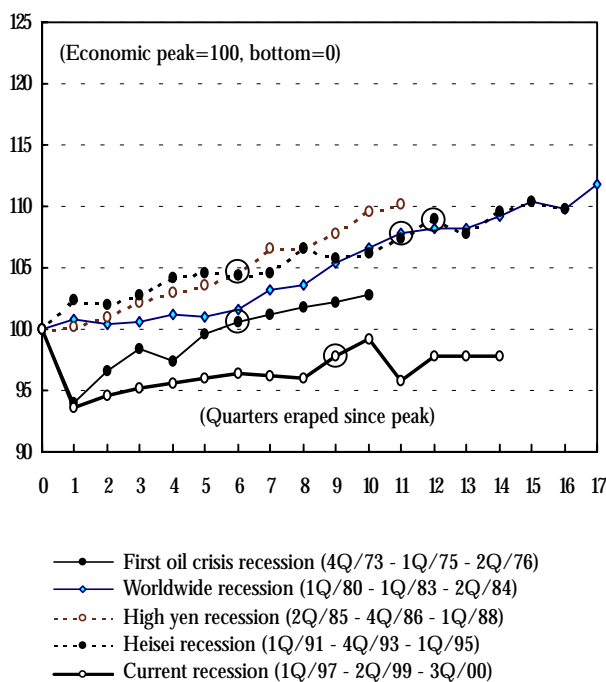 125
(Economic peak=100, bottom=0)
120
115
110
105
100
95
(Quarters eraped since peak)
90
0 1 2 3 4 5 6 7 8 9 10 11 12 13 14 15 16 17
First oil crisis recession (4Q/73 - 1Q/75 - 2Q/76)
Worldwide recession (1Q/80 - 1Q/83 - 2Q/84)
High yen recession (2Q/85 - 4Q/86 - 1Q/88)
Heisei recession (1Q/91 - 4Q/93 - 1Q/95)
Current recession (1Q/97 - 2Q/99 - 3Q/00)